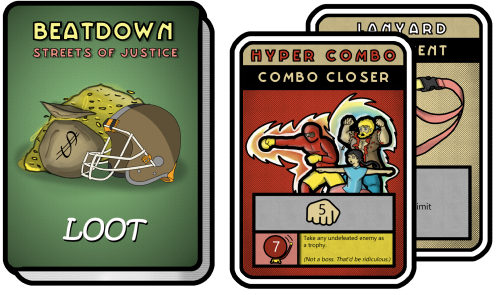 BEATDOWN
STREETS OF JUSTICE
$
LOOT
HYPER COMBO
COMBO CLOSER
5
7
Take any undefeated enemy as
a trophy.
(Not a boss. That'd be ridiculous.)
LANYARD
ENT
imit